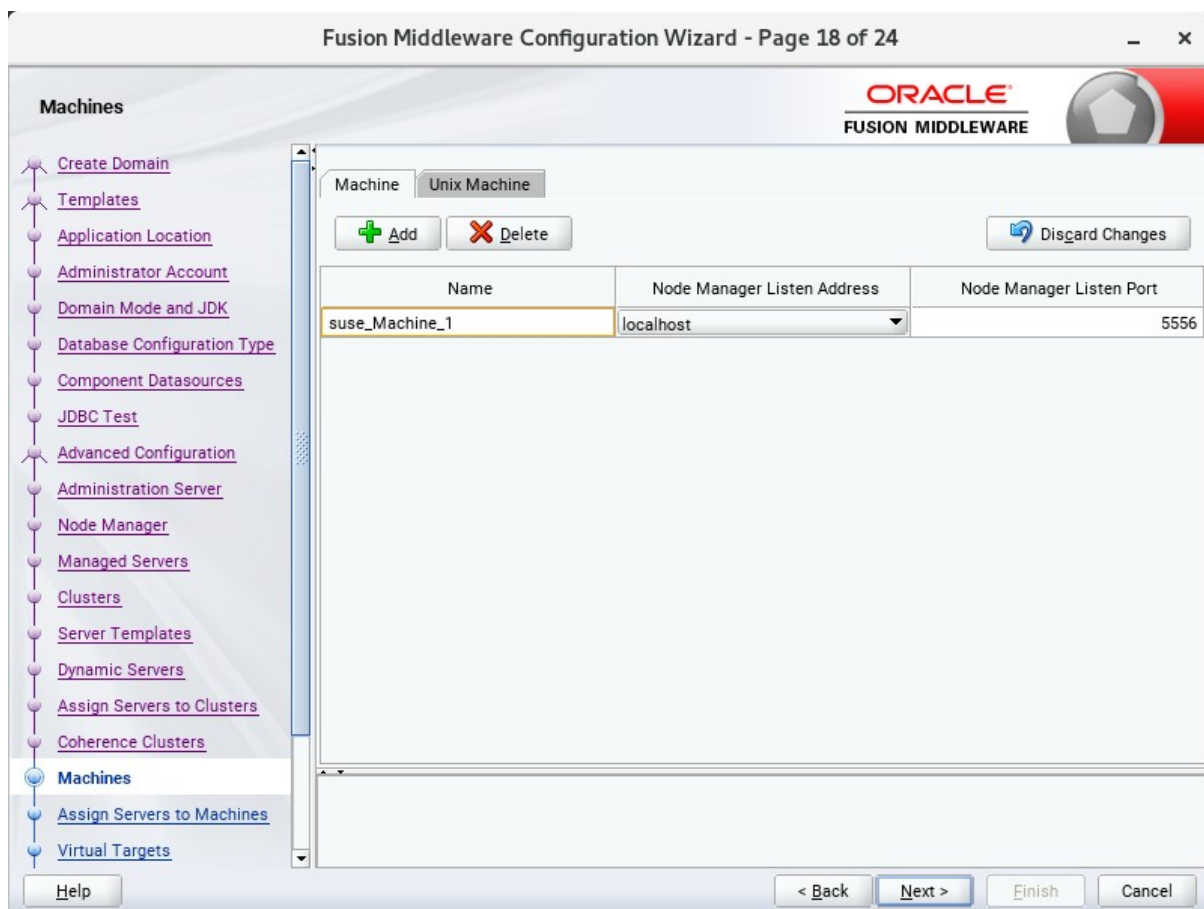 Fusion Middleware Configuration Wizard - Page 18 of 24
Machines
ORACLE
FUSION MIDDLEWARE
Create Domain
Templates
Application Location
Administrator Account
Domain Mode and JDK
Database Configuration Type
Component Datasources
JDBC Test
Advanced Configuration
Administration Server
Node Manager
Managed Servers
Clusters
Server Templates
Dynamic Servers
Assign Servers to Clusters
Coherence Clusters
Machines
Assign Servers to Machines
Virtual Targets
Machine Unix Machine
Add Delete Discard Changes
Name Node Manager Listen Address Node Manager Listen Port
suse_Machine_1 localhost 5556
Help < Back Next > Finish Cancel